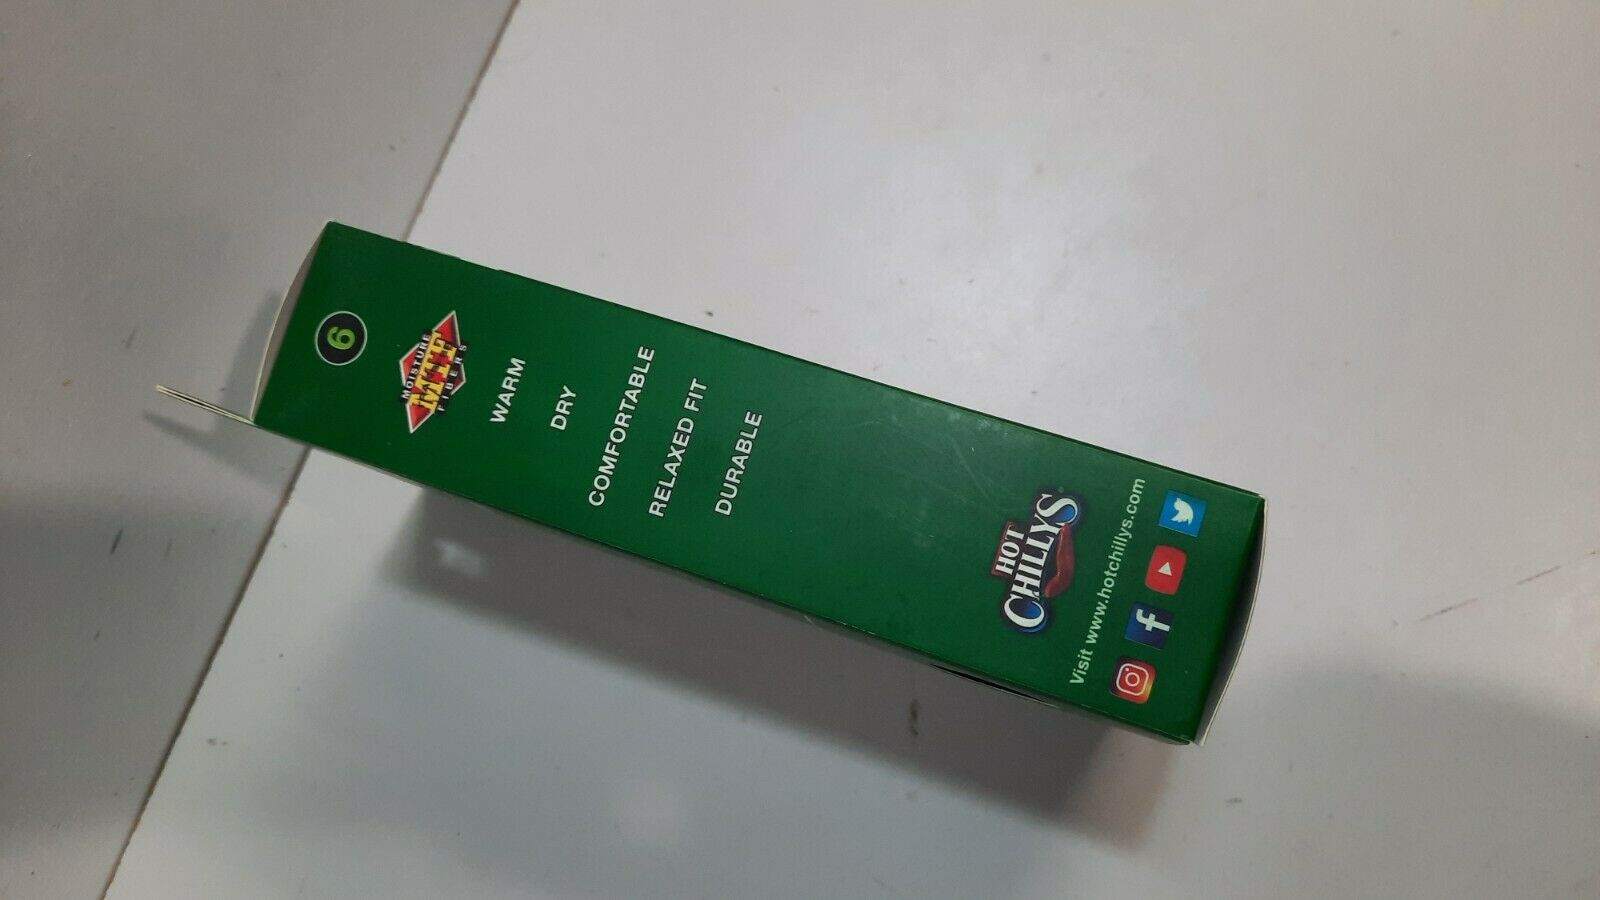 6
MOISTURE
MTF
FIBERS
WARM
DRY
COMFORTABLE
RELAXED FIT
DURABLE
HOT
CHILLYS
Visit www.hotchillys.com